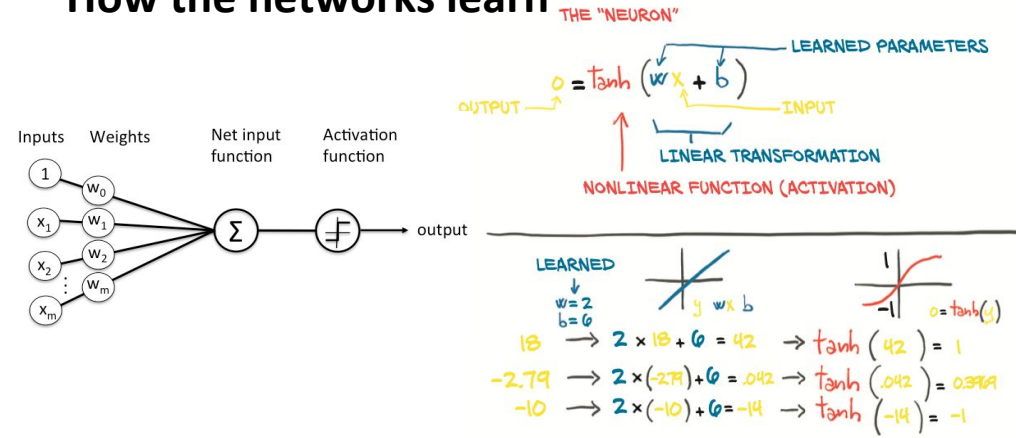 How the networks learn
Inputs Weights Net input function Activation function
1 w0
x1 w1
x2 w2
⋮ wm
xm
Σ
output
THE "NEURON"
LEARNED PARAMETERS
o = tanh (wx + b)
OUTPUT
INPUT
LINEAR TRANSFORMATION
NONLINEAR FUNCTION (ACTIVATION)
LEARNED
w=2
b=6
y wx b
1
-1
o=tanh(y)
18 → 2 × 18 + 6 = 42 → tanh (42) = 1
-2.79 → 2 ×(-2.79)+6 = .042 → tanh (.042) = 0.3969
-10 → 2 ×(-10)+6=-14 → tanh (-14) = -1